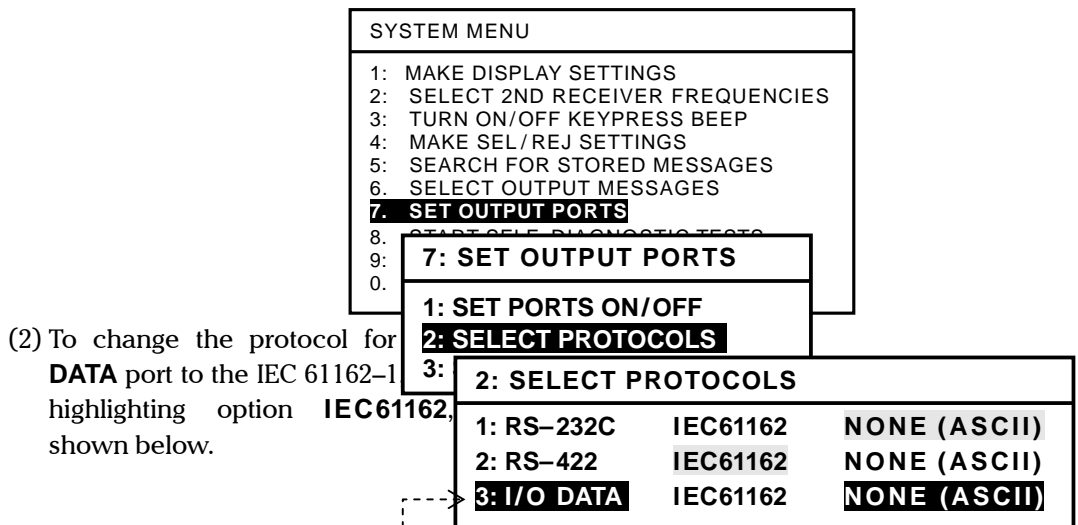 SYSTEM MENU
1: MAKE DISPLAY SETTINGS
2: SELECT 2ND RECEIVER FREQUENCIES
3: TURN ON/OFF KEYPRESS BEEP
4: MAKE SEL/REJ SETTINGS
5: SEARCH FOR STORED MESSAGES
6. SELECT OUTPUT MESSAGES
7. SET OUTPUT PORTS
8.
9:
0.
7: SET OUTPUT PORTS
1: SET PORTS ON/OFF
2: SELECT PROTOCOLS
3:
2: SELECT PROTOCOLS
1: RS–232C IEC61162 NONE (ASCII)
2: RS–422 IEC61162 NONE (ASCII)
3: I/O DATA IEC61162 NONE (ASCII)
(2) To change the protocol for
DATA port to the IEC 61162–1
highlighting option IEC61162,
shown below.